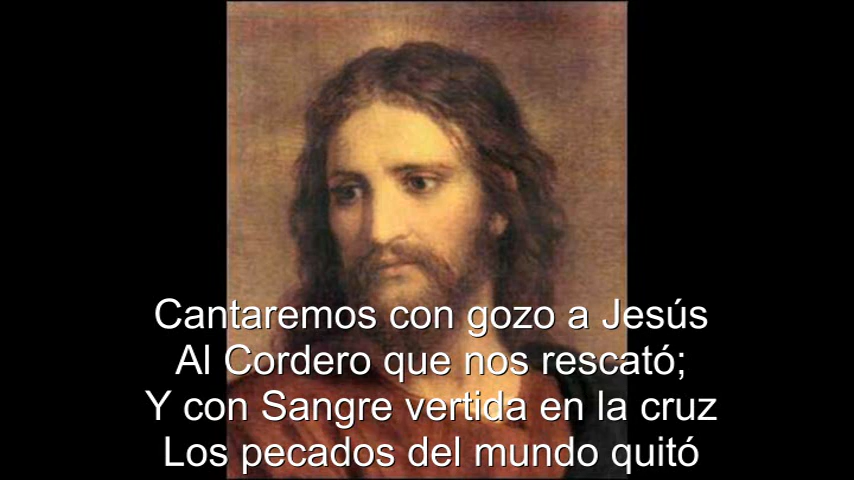 Cantaremos con gozo a Jesús
Al Cordero que nos rescató;
Y con Sangre vertida en la cruz
Los pecados del mundo quitó